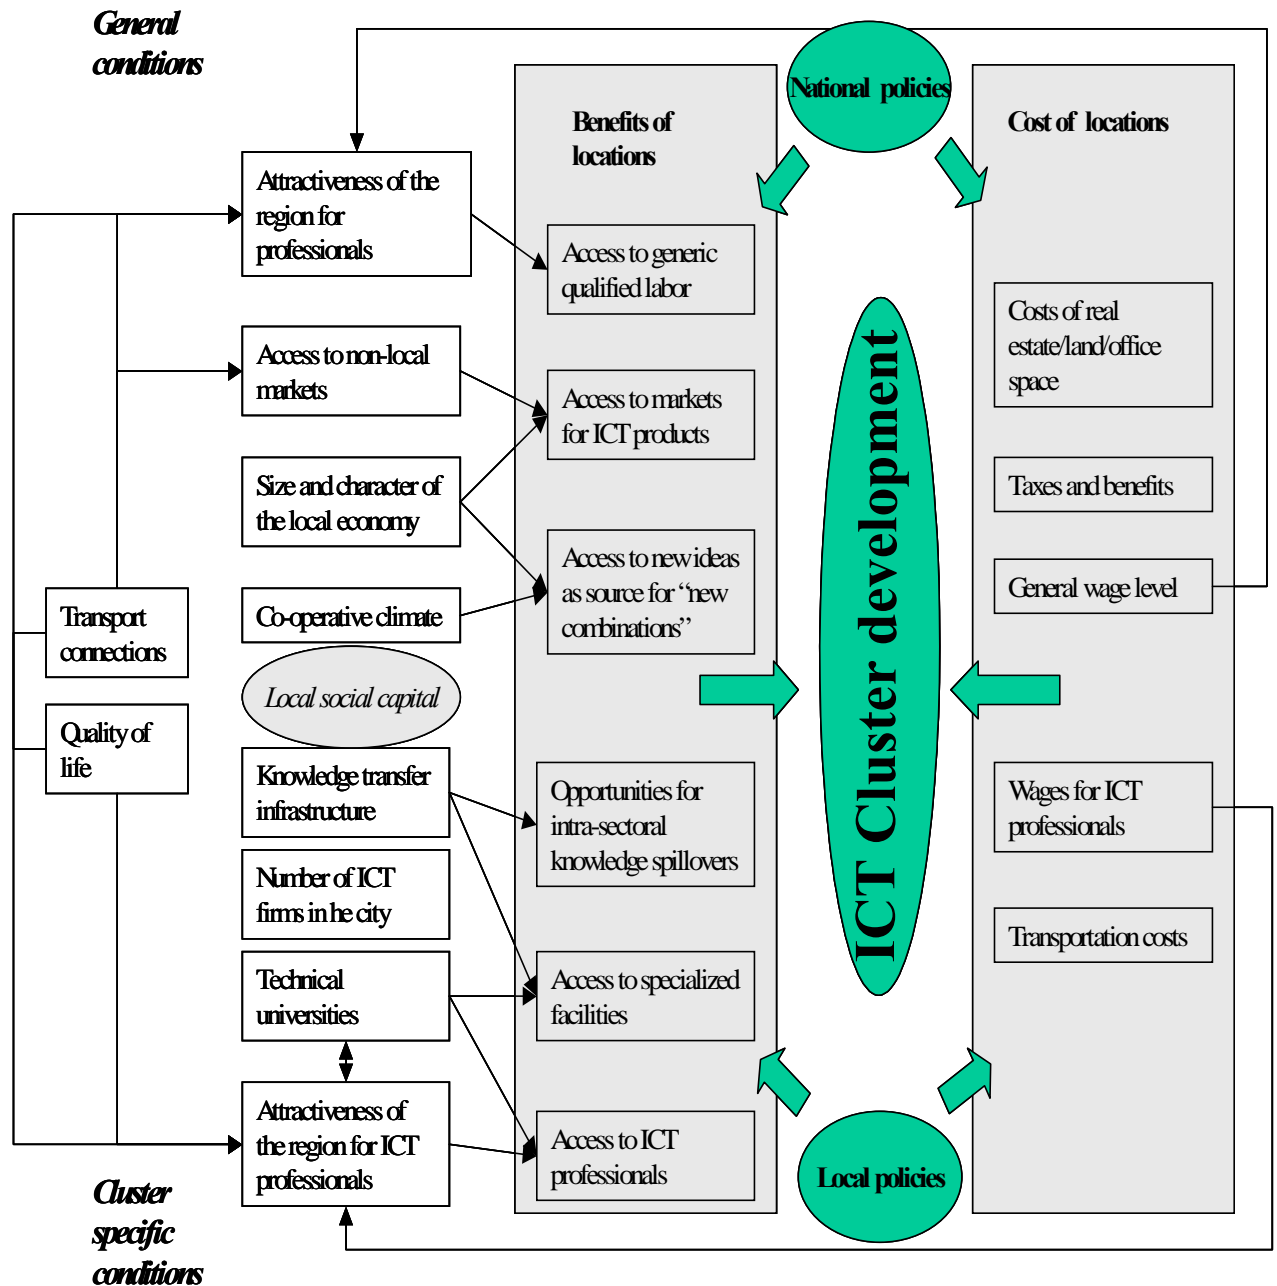 General
conditions
National policies
Benefits of
locations
Cost of locations
Attractiveness of the
region for
professionals
Access to generic
qualified labor
Costs of real
estate/land/office
space
Access to non-local
markets
Access to markets
for ICT products
Size and character of
the local economy
Taxes and benefits
Access to new ideas
as source for “new
combinations”
General wage level
Co-operative climate
Transport
connections
Local social capital
Quality of
life
ICT Cluster development
Knowledge transfer
infrastructure
Opportunities for
intra-sectoral
knowledge spillovers
Wages for ICT
professionals
Number of ICT
firms in he city
Transportation costs
Technical
universities
Access to specialized
facilities
Attractiveness of
the region for ICT
professionals
Access to ICT
professionals
Local policies
Cluster
specific
conditions